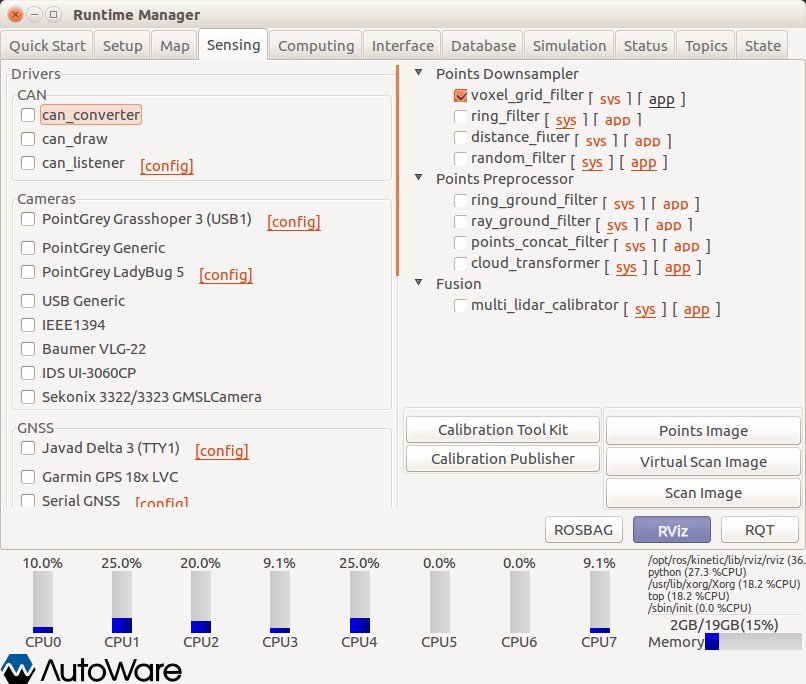 Runtime Manager
Quick Start Setup Map Sensing Computing Interface Database Simulation Status Topics State
Drivers
CAN
can_converter
can_draw
can_listener [config]
Cameras
PointGrey Grasshoper 3 (USB1) [config]
PointGrey Generic
PointGrey LadyBug 5 [config]
USB Generic
IEEE1394
Baumer VLG-22
IDS UI-3060CP
Sekonix 3322/3323 GMSLCamera
GNSS
Javad Delta 3 (TTY1) [config]
Garmin GPS 18x LVC
Serial GNSS [config]
Points Downsampler
voxel_grid_filter [ sys ] [ app ]
ring_filter [ sys ] [ app ]
distance_filter [ sys ] [ app ]
random_filter [ sys ] [ app ]
Points Preprocessor
ring_ground_filter [ sys ] [ app ]
ray_ground_filter [ sys ] [ app ]
points_concat_filter [ sys ] [ app ]
cloud_transformer [ sys ] [ app ]
Fusion
multi_lidar_calibrator [ sys ] [ app ]
Calibration Tool Kit
Calibration Publisher
Points Image
Virtual Scan Image
Scan Image
ROSBAG RViz RQT
10.0% 25.0% 20.0% 9.1% 25.0% 0.0% 0.0% 9.1%
CPU0 CPU1 CPU2 CPU3 CPU4 CPU5 CPU6 CPU7
/opt/ros/kinetic/lib/rviz/rviz (36.
python (27.3 %CPU)
/usr/lib/xorg/Xorg (18.2 %CPU)
top (18.2 %CPU)
/sbin/init (0.0 %CPU)
2GB/19GB(15%)
Memory
AutoWare